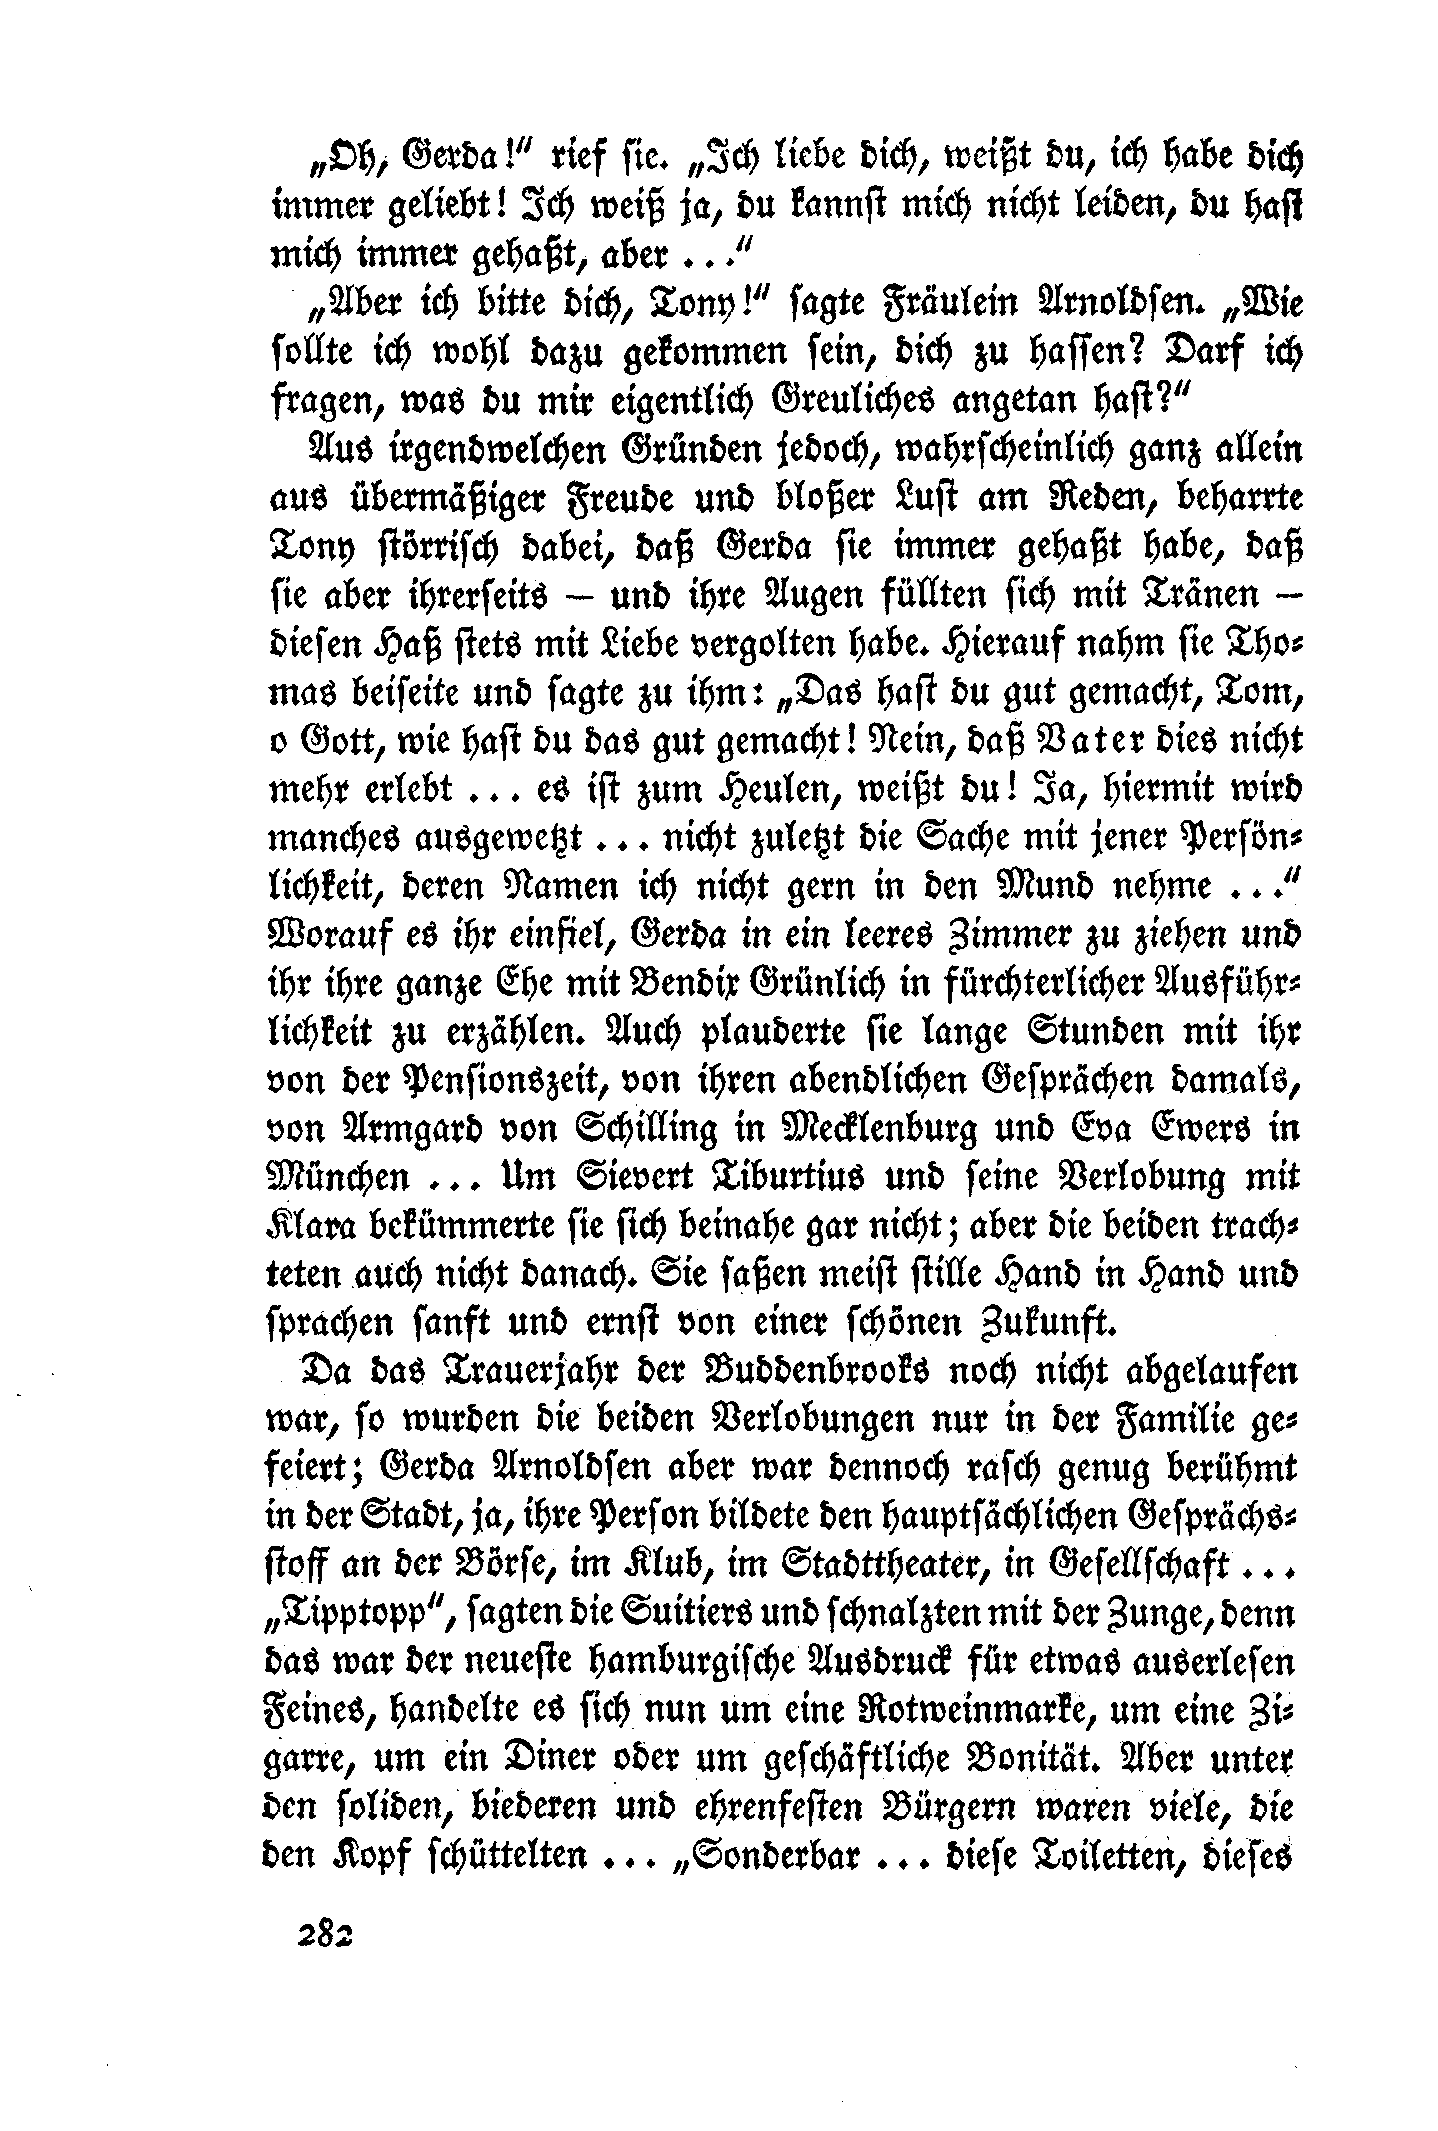 „Oh, Gerda!“ rief sie. „Ich liebe dich, weißt du, ich habe dich
immer geliebt! Ich weiß ja, du kannst mich nicht leiden, du hast
mich immer gehaßt, aber . . .“
„Aber ich bitte dich, Tony!“ sagte Fräulein Arnoldsen. „Wie
sollte ich wohl dazu gekommen sein, dich zu hassen? Darf ich
fragen, was du mir eigentlich Greuliches angetan hast?“
Aus irgendwelchen Gründen jedoch, wahrscheinlich ganz allein
aus übermäßiger Freude und bloßer Lust am Reden, beharrte
Tony störrisch dabei, daß Gerda sie immer gehaßt habe, daß
sie aber ihrerseits – und ihre Augen füllten sich mit Tränen –
diesen Haß stets mit Liebe vergolten habe. Hierauf nahm sie Tho-
mas beiseite und sagte zu ihm: „Das hast du gut gemacht, Tom,
o Gott, wie hast du das gut gemacht! Nein, daß Vater dies nicht
mehr erlebt . . . es ist zum Heulen, weißt du! Ja, hiermit wird
manches ausgewetzt . . . nicht zuletzt die Sache mit jener Persön-
lichkeit, deren Namen ich nicht gern in den Mund nehme . . .“
Worauf es ihr einfiel, Gerda in ein leeres Zimmer zu ziehen und
ihr ihre ganze Ehe mit Bendix Grünlich in fürchterlicher Ausführ-
lichkeit zu erzählen. Auch plauderte sie lange Stunden mit ihr
von der Pensionszeit, von ihren abendlichen Gesprächen damals,
von Armgard von Schilling in Mecklenburg und Eva Ewers in
München . . . Um Sievert Tiburtius und seine Verlobung mit
Klara bekümmerte sie sich beinahe gar nicht; aber die beiden trach-
teten auch nicht danach. Sie saßen meist stille Hand in Hand und
sprachen sanft und ernst von einer schönen Zukunft.
Da das Trauerjahr der Buddenbrooks noch nicht abgelaufen
war, so wurden die beiden Verlobungen nur in der Familie ge-
feiert; Gerda Arnoldsen aber war dennoch rasch genug berühmt
in der Stadt, ja, ihre Person bildete den hauptsächlichen Gesprächs-
stoff an der Börse, im Klub, im Stadttheater, in Gesellschaft . . .
„Tipptopp“, sagten die Suitiers und schnalzten mit der Zunge, denn
das war der neueste hamburgische Ausdruck für etwas auserlesen
Feines, handelte es sich nun um eine Rotweinmarke, um eine Zi-
garre, um ein Diner oder um geschäftliche Bonität. Aber unter
den soliden, biederen und ehrenfesten Bürgern waren viele, die
den Kopf schüttelten . . . „Sonderbar . . . diese Toiletten, dieses
282